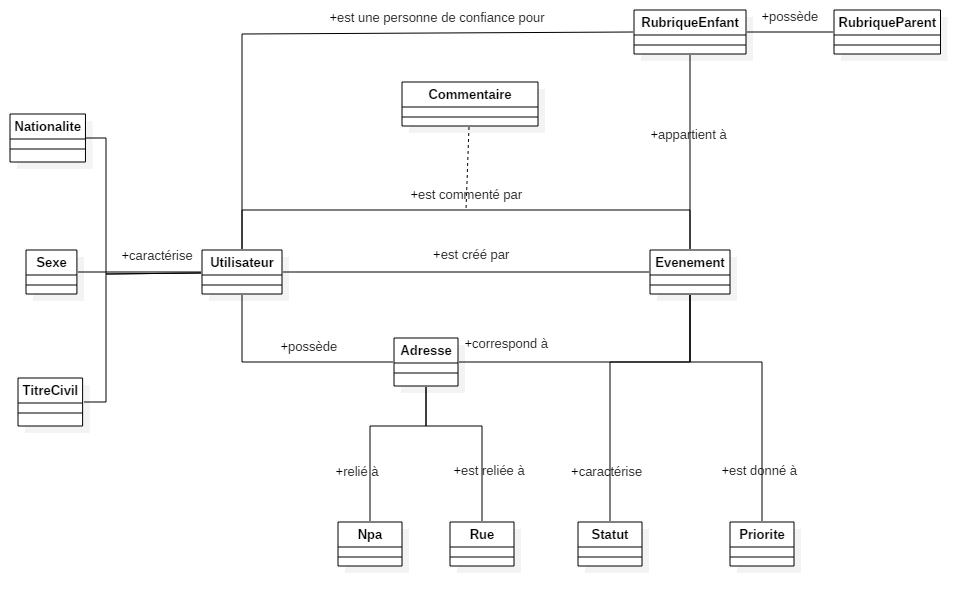 +est une personne de confiance pour
RubriqueEnfant
+possède
RubriqueParent
Commentaire
Nationalite
+appartient à
+est commenté par
Sexe
+caractérise
Utilisateur
+est créé par
Evenement
+possède
Adresse
+correspond à
TitreCivil
+relié à
+est reliée à
+caractérise
+est donné à
Npa
Rue
Statut
Priorite